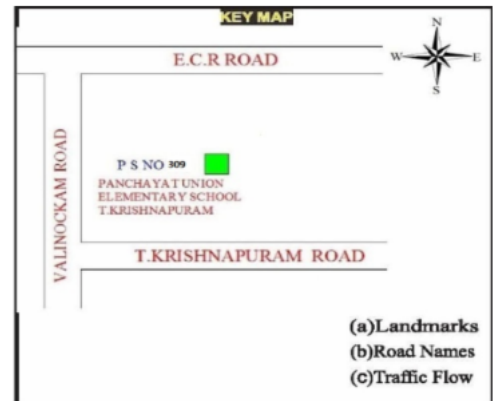 KEY MAP
N
W E
S
E.C.R ROAD
VALINOCKAM ROAD
P S NO 309
PANCHAYAT UNION
ELEMENTARY SCHOOL
T.KRISHNAPURAM
T.KRISHNAPURAM ROAD
(a)Landmarks
(b)Road Names
(c)Traffic Flow